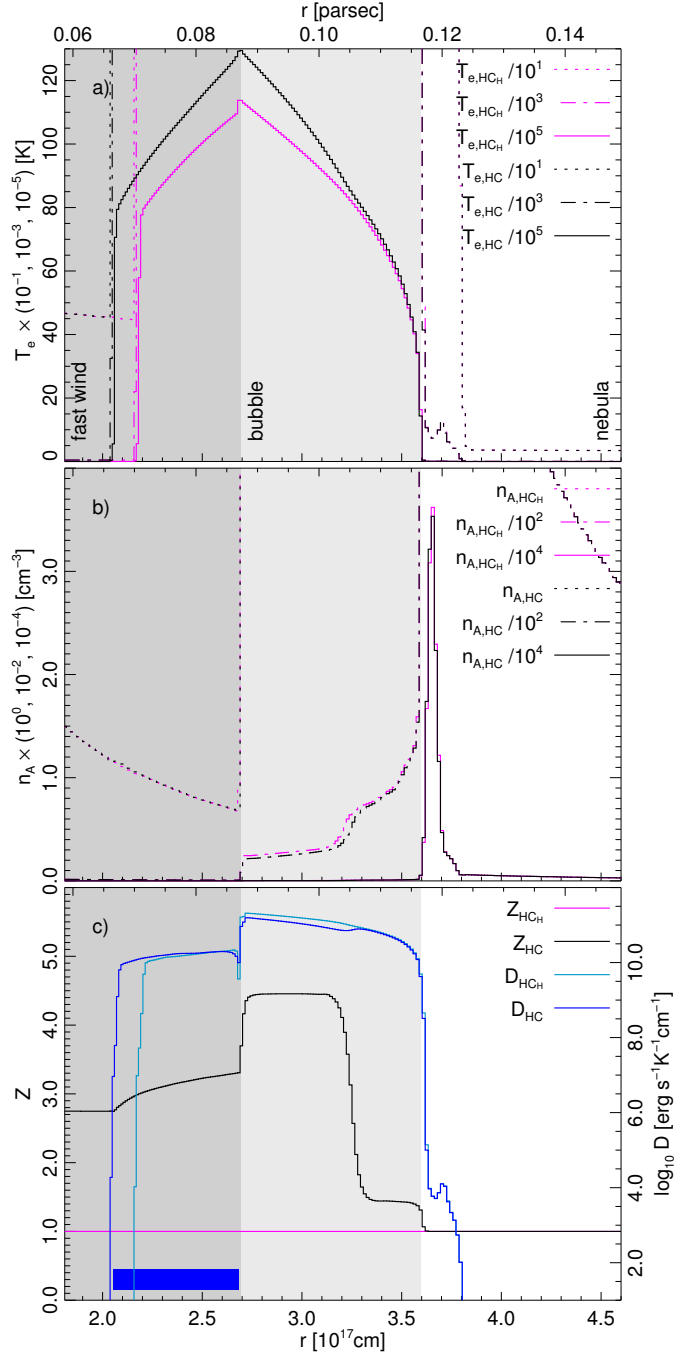 r [parsec]
0.06 0.08 0.10 0.12 0.14
a)
T_e,HC_H /10^1
T_e,HC_H /10^3
T_e,HC_H /10^5
T_e,HC /10^1
T_e,HC /10^3
T_e,HC /10^5
T_e × (10^-1, 10^-3, 10^-5) [K]
120
100
80
60
40
20
0
fast wind
bubble
nebula
b)
n_A,HC_H
n_A,HC_H /10^2
n_A,HC_H /10^4
n_A,HC
n_A,HC /10^2
n_A,HC /10^4
n_A × (10^0, 10^-2, 10^-4) [cm^-3]
3.0
2.0
1.0
0.0
c)
Z_HC_H
Z_HC
D_HC_H
D_HC
Z
5.0
4.0
3.0
2.0
1.0
0.0
10.0
8.0
6.0
4.0
2.0
log_10 D [erg s^-1K^-1cm^-1]
2.0 2.5 3.0 3.5 4.0 4.5
r [10^17cm]